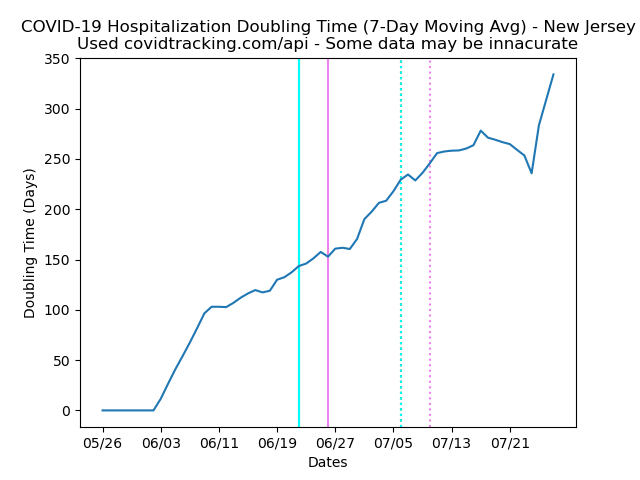 COVID-19 Hospitalization Doubling Time (7-Day Moving Avg) - New Jersey
Used covidtracking.com/api - Some data may be innacurate
350
300
250
200
150
100
50
0
Doubling Time (Days)
05/26 06/03 06/11 06/19 06/27 07/05 07/13 07/21
Dates